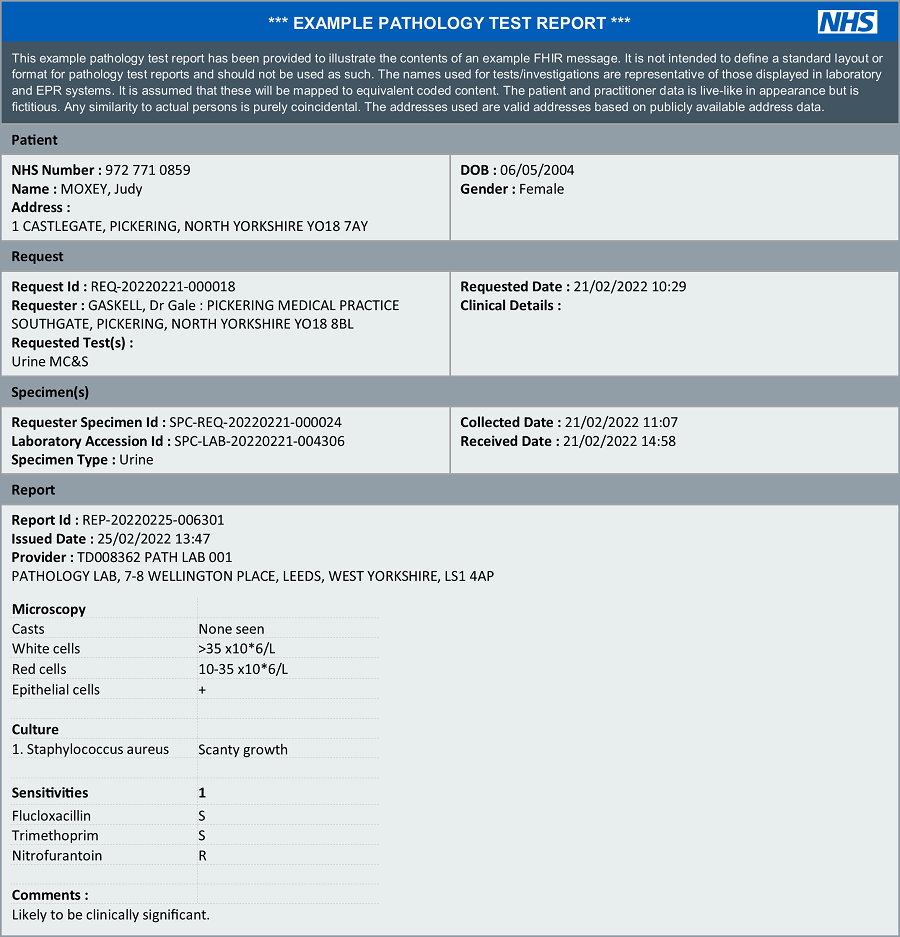 *** EXAMPLE PATHOLOGY TEST REPORT ***
NHS
This example pathology test report has been provided to illustrate the contents of an example FHIR message. It is not intended to define a standard layout or
format for pathology test reports and should not be used as such. The names used for tests/investigations are representative of those displayed in laboratory
and EPR systems. It is assumed that these will be mapped to equivalent coded content. The patient and practitioner data is live-like in appearance but is
fictitious. Any similarity to actual persons is purely coincidental. The addresses used are valid addresses based on publicly available address data.
Patient
NHS Number : 972 771 0859
Name : MOXEY, Judy
Address :
1 CASTLEGATE, PICKERING, NORTH YORKSHIRE YO18 7AY
DOB : 06/05/2004
Gender : Female
Request
Request Id : REQ-20220221-000018
Requester : GASKELL, Dr Gale : PICKERING MEDICAL PRACTICE
SOUTHGATE, PICKERING, NORTH YORKSHIRE YO18 8BL
Requested Test(s) :
Urine MC&S
Requested Date : 21/02/2022 10:29
Clinical Details :
Specimen(s)
Requester Specimen Id : SPC-REQ-20220221-000024
Laboratory Accession Id : SPC-LAB-20220221-004306
Specimen Type : Urine
Collected Date : 21/02/2022 11:07
Received Date : 21/02/2022 14:58
Report
Report Id : REP-20220225-006301
Issued Date : 25/02/2022 13:47
Provider : TD008362 PATH LAB 001
PATHOLOGY LAB, 7-8 WELLINGTON PLACE, LEEDS, WEST YORKSHIRE, LS1 4AP
Microscopy
Casts None seen
White cells >35 x10*6/L
Red cells 10-35 x10*6/L
Epithelial cells +
Culture
1. Staphylococcus aureus Scanty growth
Sensitivities 1
Flucloxacillin S
Trimethoprim S
Nitrofurantoin R
Comments :
Likely to be clinically significant.